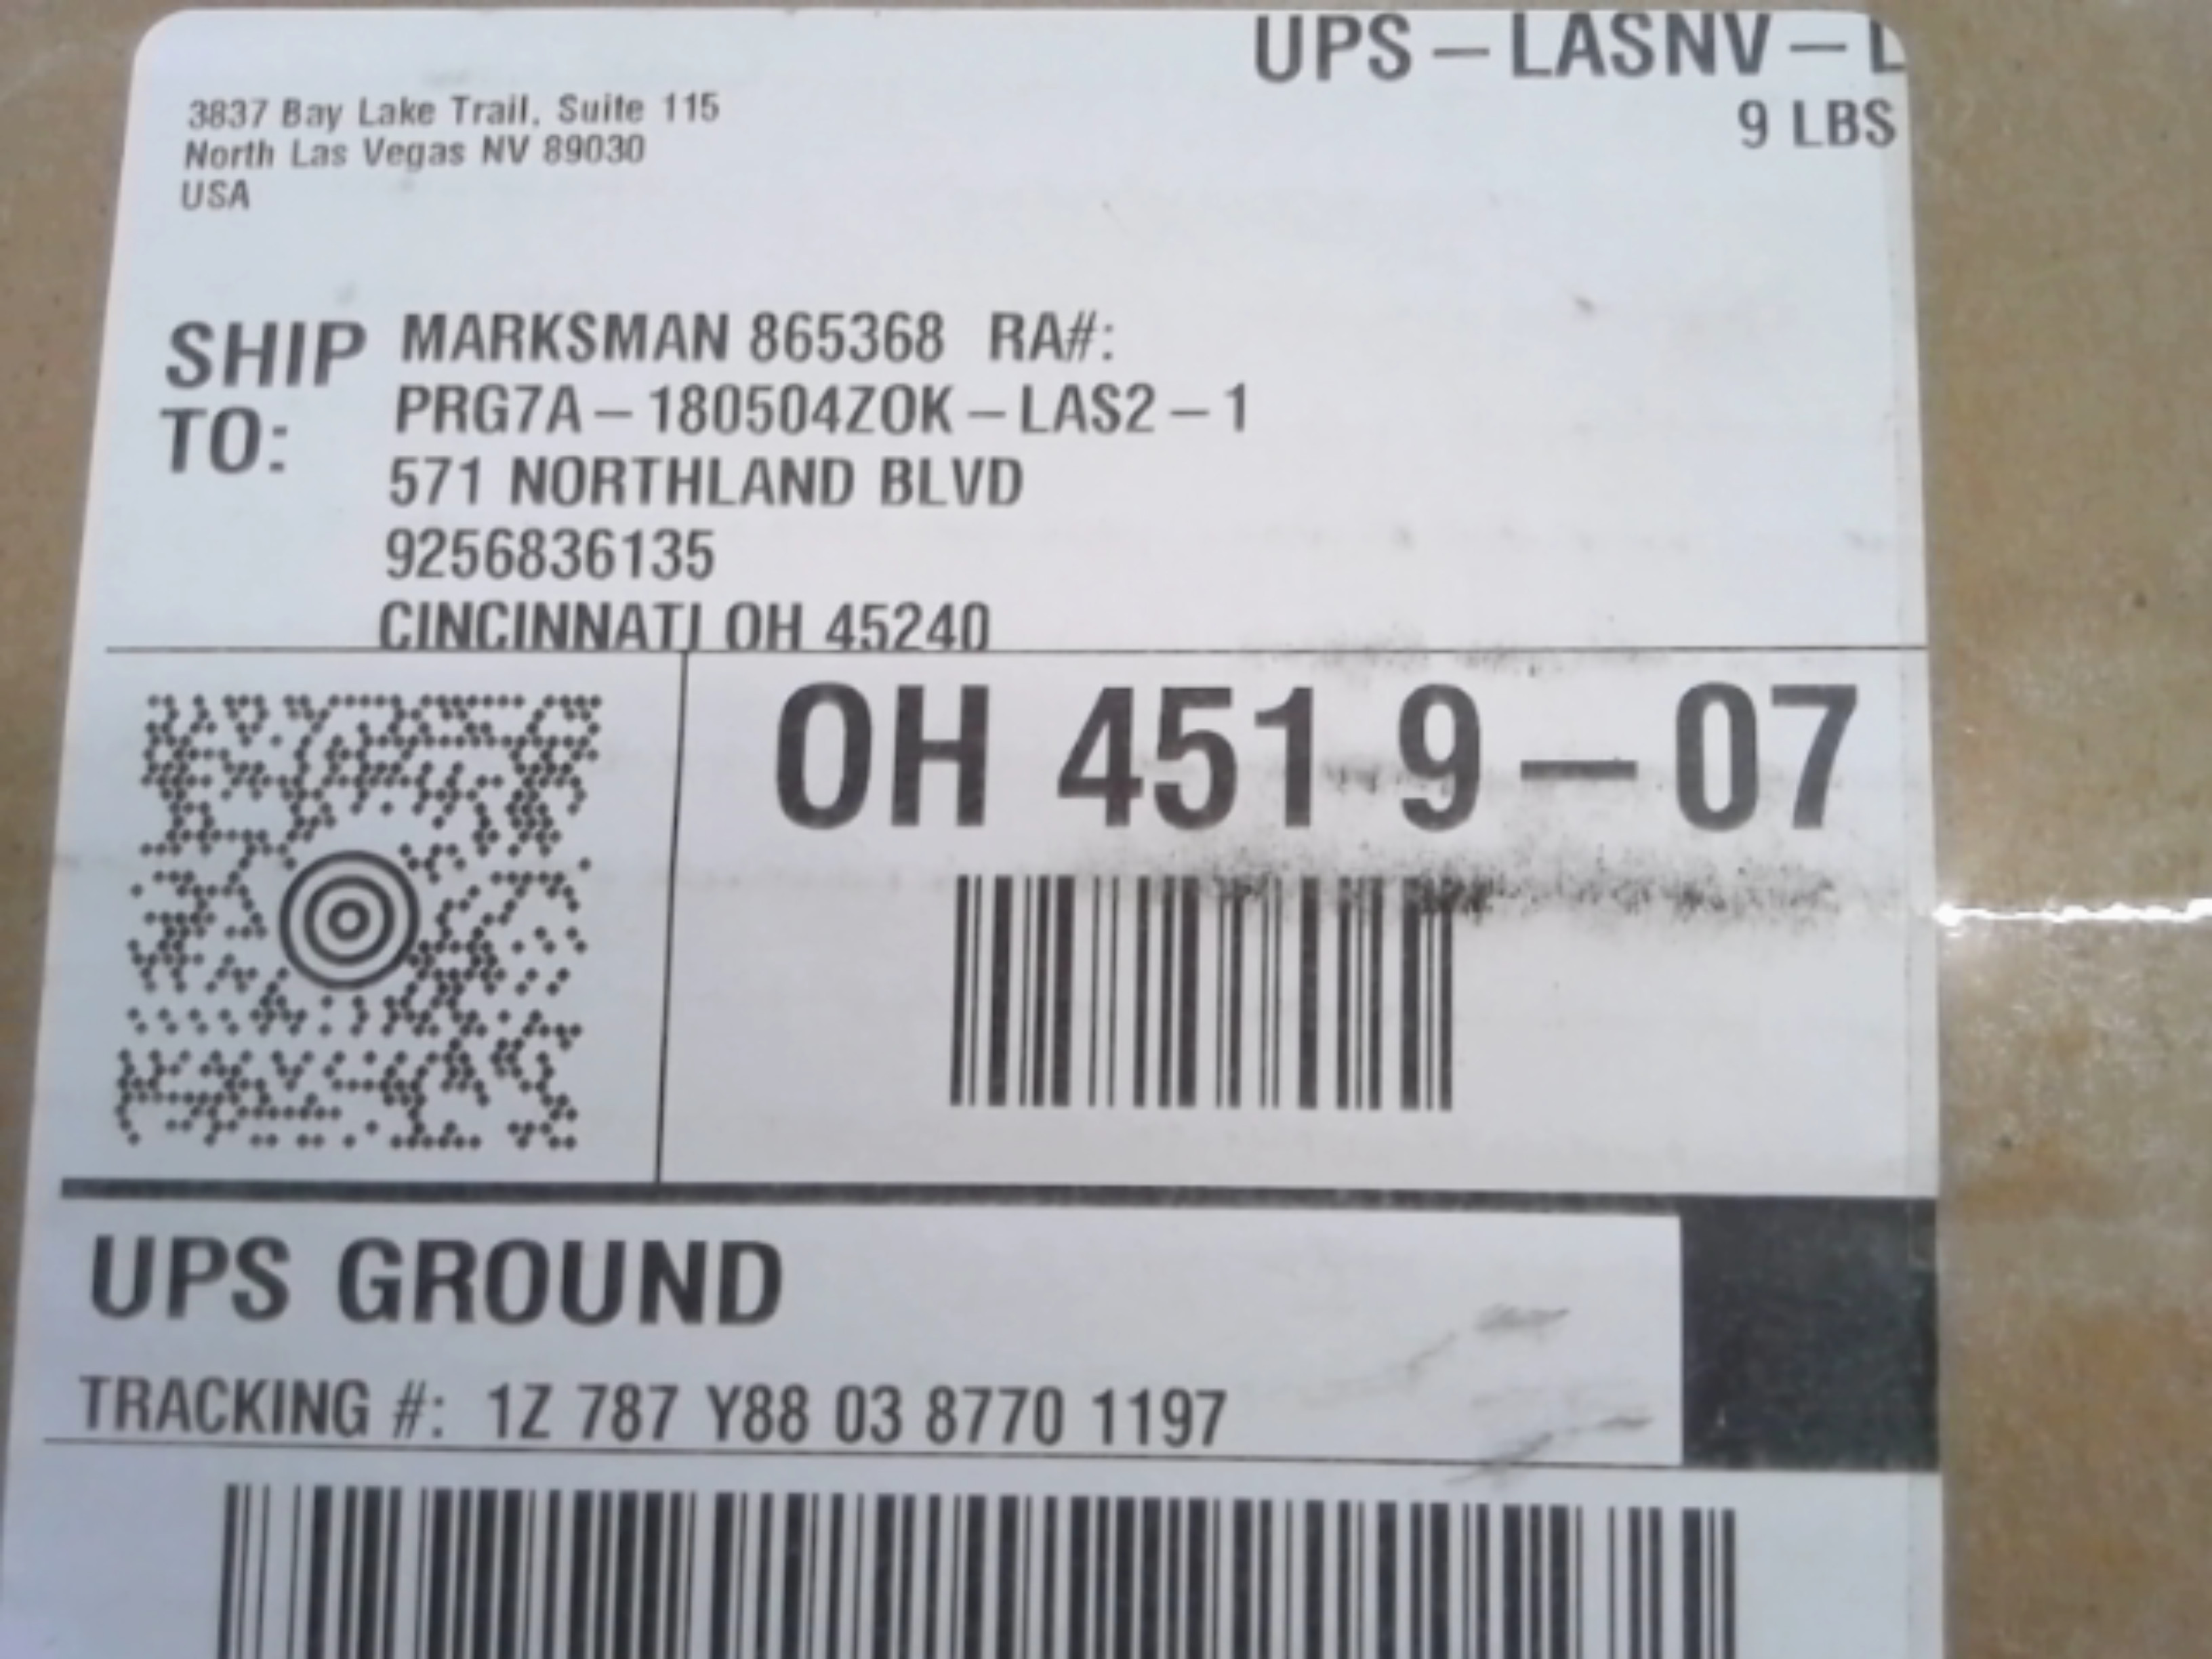 UPS – LASNV – L
9 LBS
3837 Bay Lake Trail, Suite 115
North Las Vegas NV 89030
USA
SHIP TO:
MARKSMAN 865368 RA#:
PRG7A – 180504ZOK – LAS2 – 1
571 NORTHLAND BLVD
9256836135
CINCINNATI OH 45240
OH 451 9 – 07
UPS GROUND
TRACKING #: 1Z 787 Y88 03 8770 1197